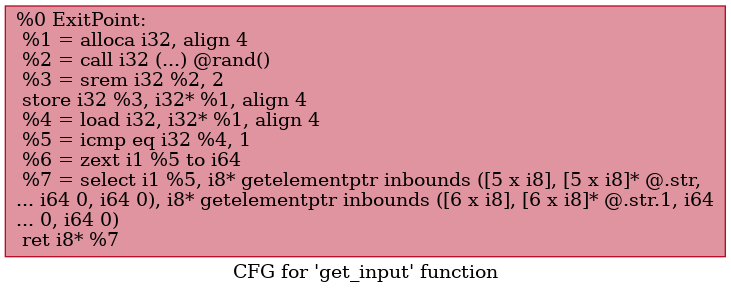 %0 ExitPoint:
%1 = alloca i32, align 4
%2 = call i32 (...) @rand()
%3 = srem i32 %2, 2
store i32 %3, i32* %1, align 4
%4 = load i32, i32* %1, align 4
%5 = icmp eq i32 %4, 1
%6 = zext i1 %5 to i64
%7 = select i1 %5, i8* getelementptr inbounds ([5 x i8], [5 x i8]* @.str,
... i64 0, i64 0), i8* getelementptr inbounds ([6 x i8], [6 x i8]* @.str.1, i64
... 0, i64 0)
ret i8* %7
CFG for 'get_input' function